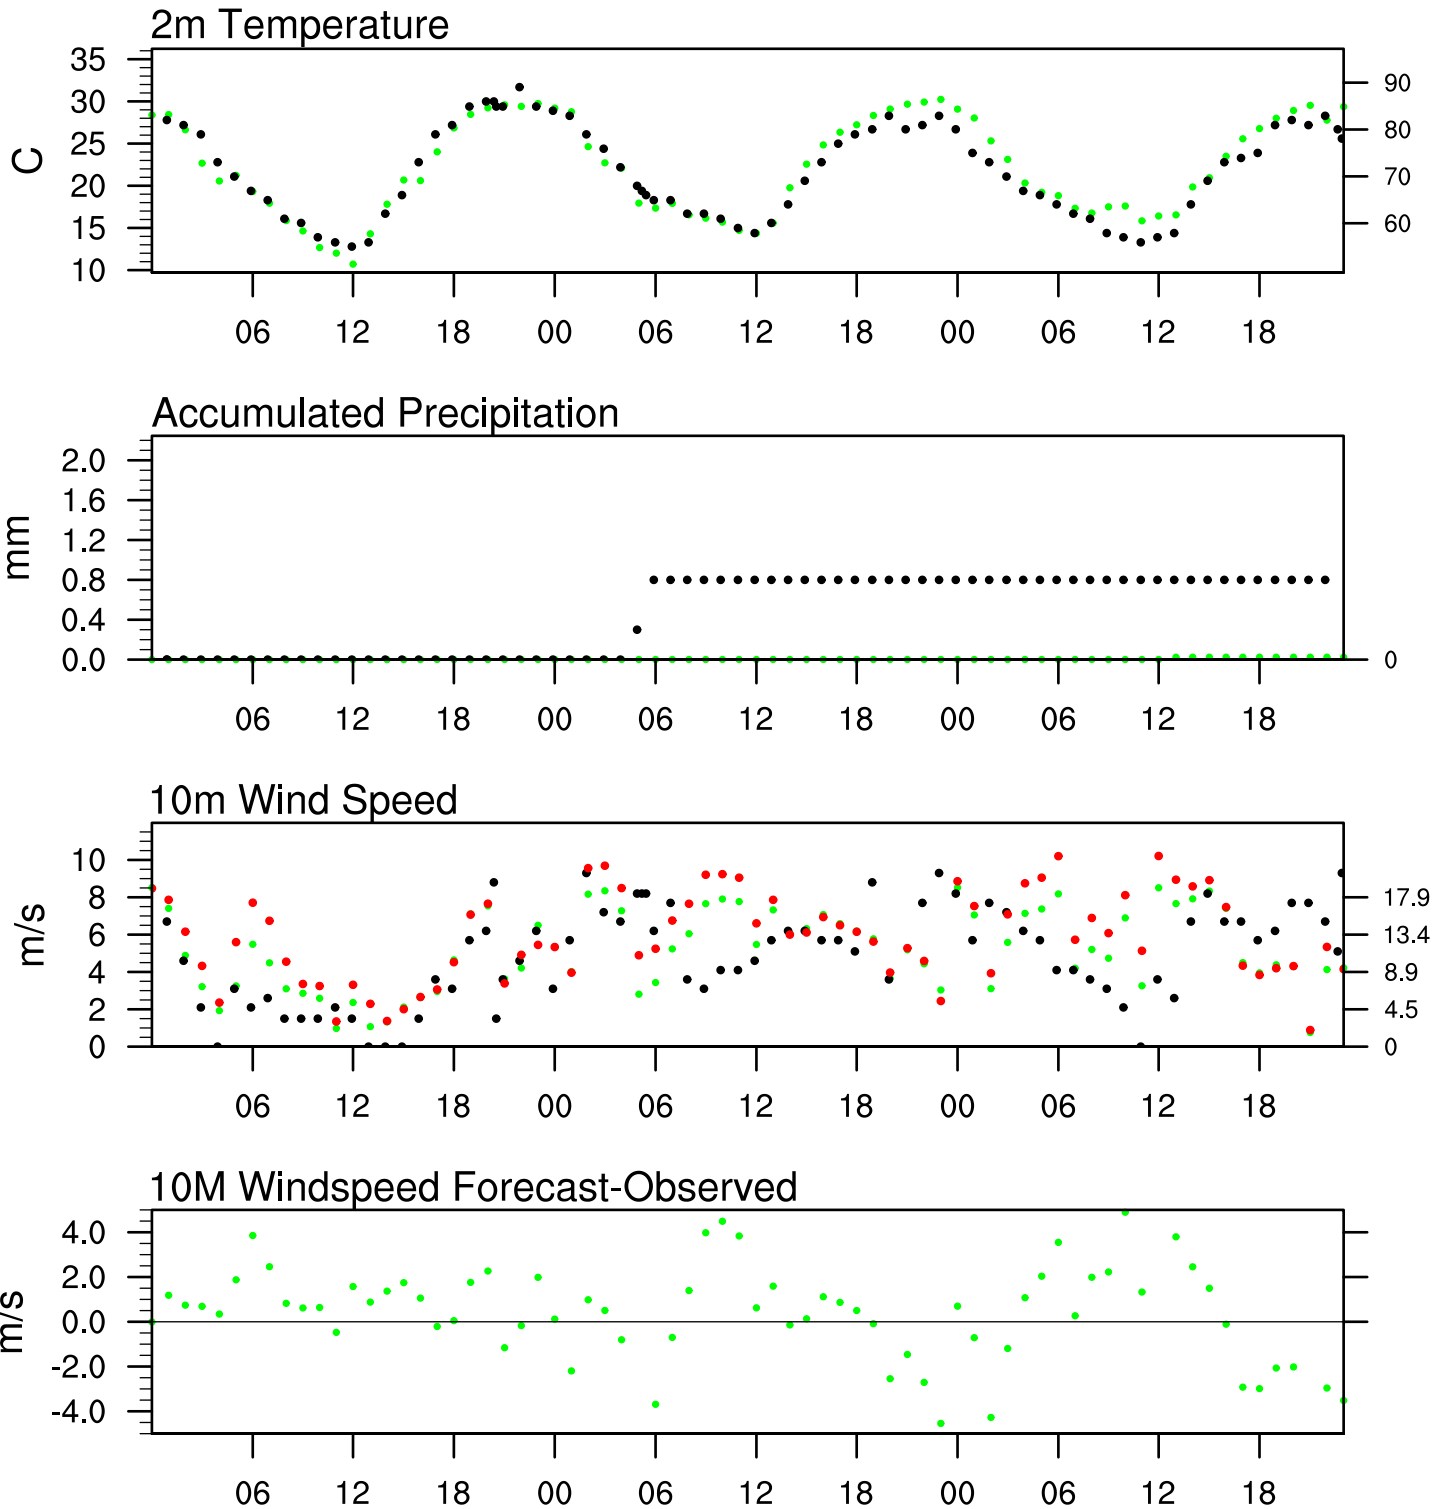 2m Temperature
35
30
25
20
15
10
C
90
80
70
60
06 12 18 00 06 12 18 00 06 12 18
Accumulated Precipitation
2.0
1.6
1.2
0.8
0.4
0.0
mm
0
06 12 18 00 06 12 18 00 06 12 18
10m Wind Speed
10
8
6
4
2
0
m/s
17.9
13.4
8.9
4.5
0
06 12 18 00 06 12 18 00 06 12 18
10M Windspeed Forecast-Observed
4.0
2.0
0.0
-2.0
-4.0
m/s
06 12 18 00 06 12 18 00 06 12 18